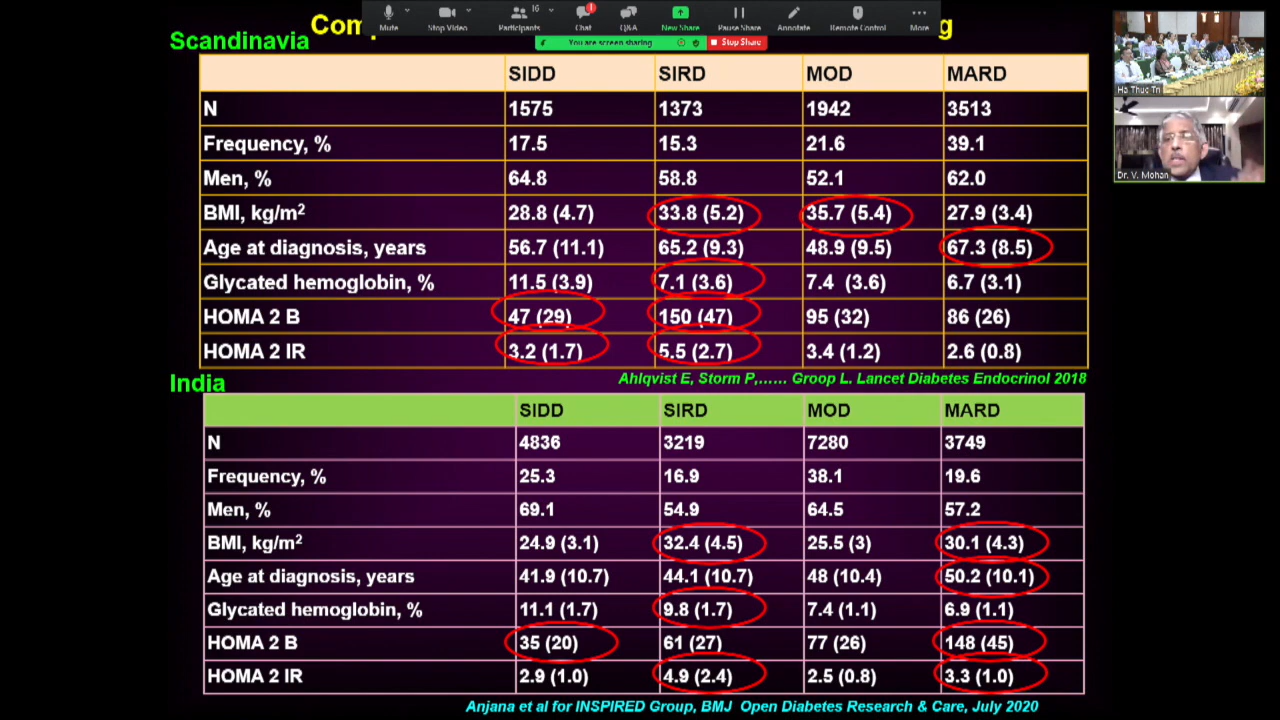 Com
g
Mute
Stop Video
16
Participants
1
Chat
Q&A
New Share
Pause Share
Annotate
Remote Control
More
You are screen sharing
Stop Share
Scandinavia
SIDD SIRD MOD MARD
N 1575 1373 1942 3513
Frequency, % 17.5 15.3 21.6 39.1
Men, % 64.8 58.8 52.1 62.0
BMI, kg/m² 28.8 (4.7) 33.8 (5.2) 35.7 (5.4) 27.9 (3.4)
Age at diagnosis, years 56.7 (11.1) 65.2 (9.3) 48.9 (9.5) 67.3 (8.5)
Glycated hemoglobin, % 11.5 (3.9) 7.1 (3.6) 7.4 (3.6) 6.7 (3.1)
HOMA 2 B 47 (29) 150 (47) 95 (32) 86 (26)
HOMA 2 IR 3.2 (1.7) 5.5 (2.7) 3.4 (1.2) 2.6 (0.8)
Ahlqvist E, Storm P,...... Groop L. Lancet Diabetes Endocrinol 2018
India
SIDD SIRD MOD MARD
N 4836 3219 7280 3749
Frequency, % 25.3 16.9 38.1 19.6
Men, % 69.1 54.9 64.5 57.2
BMI, kg/m² 24.9 (3.1) 32.4 (4.5) 25.5 (3) 30.1 (4.3)
Age at diagnosis, years 41.9 (10.7) 44.1 (10.7) 48 (10.4) 50.2 (10.1)
Glycated hemoglobin, % 11.1 (1.7) 9.8 (1.7) 7.4 (1.1) 6.9 (1.1)
HOMA 2 B 35 (20) 61 (27) 77 (26) 148 (45)
HOMA 2 IR 2.9 (1.0) 4.9 (2.4) 2.5 (0.8) 3.3 (1.0)
Anjana et al for INSPIRED Group, BMJ Open Diabetes Research & Care, July 2020
Ha Thuc Tri
Dr. V. Mohan